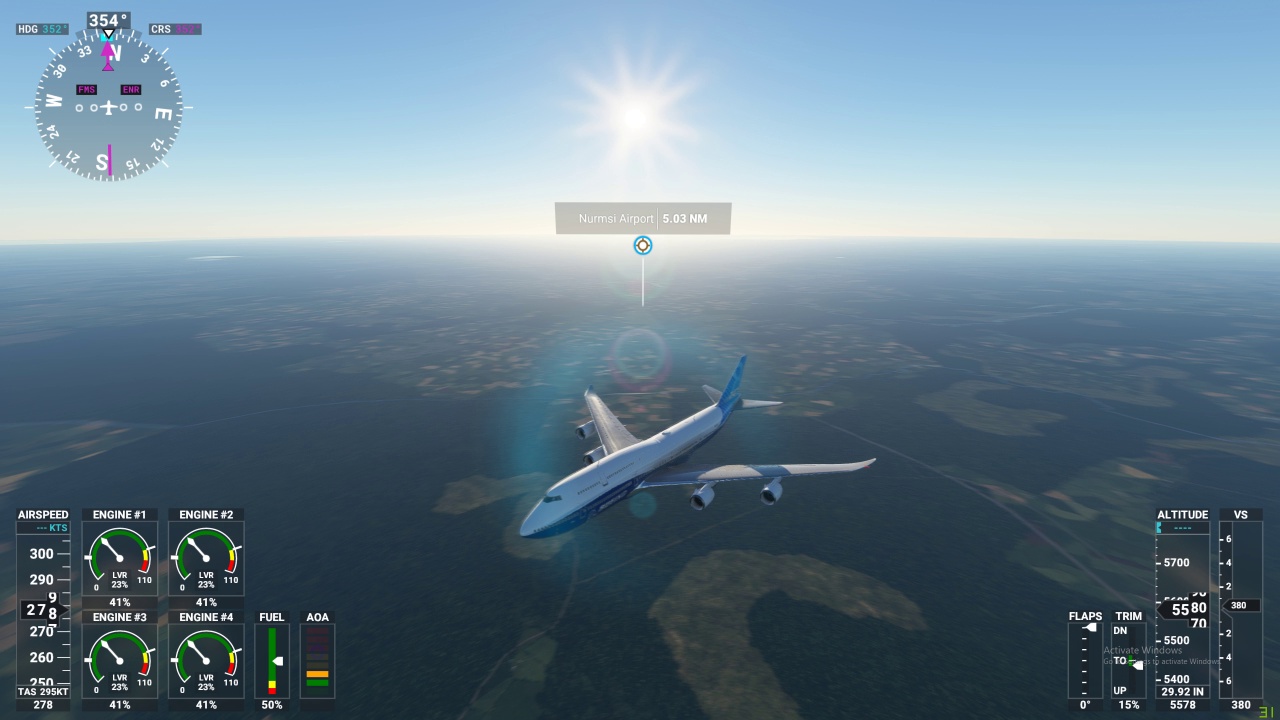 354°
HDG 352°
CRS 352°
N
33
3
30
6
FMS
ENR
W
E
24
12
21
15
S
Nurmsi Airport 5.03 NM
AIRSPEED
--- KTS
300
290
278
270
260
250
TAS 295KT
278
ENGINE #1
LVR
23%
0
110
41%
ENGINE #2
LVR
23%
0
110
41%
ENGINE #3
LVR
23%
0
110
41%
ENGINE #4
LVR
23%
0
110
41%
FUEL
50%
AOA
FLAPS
0°
TRIM
DN
TO
UP
15%
ALTITUDE
----
5700
5580
70
5500
5400
29.92 IN
5578
VS
6
4
2
380
2
4
6
380
Activate Windows
31